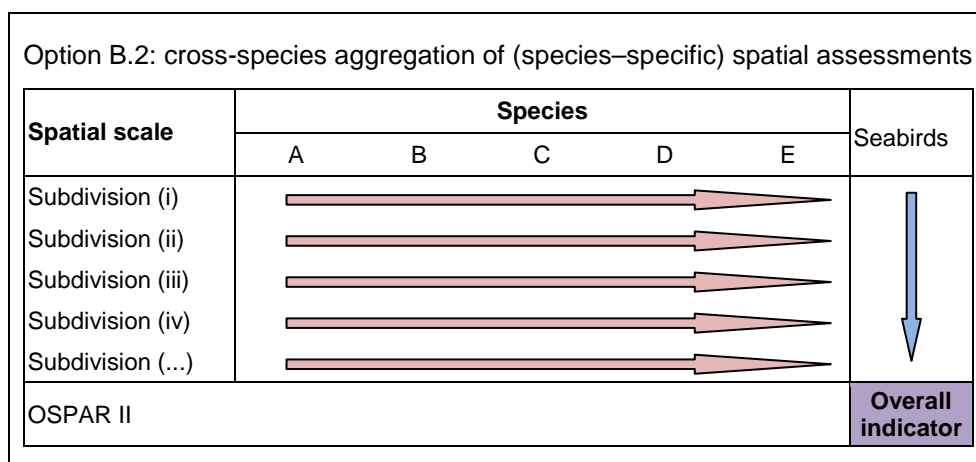 Option B.2: cross-species aggregation of (species–specific) spatial assessments
Spatial scale
Species
Seabirds
A B C D E
Subdivision (i)
Subdivision (ii)
Subdivision (iii)
Subdivision (iv)
Subdivision (...)
OSPAR II
Overall
indicator